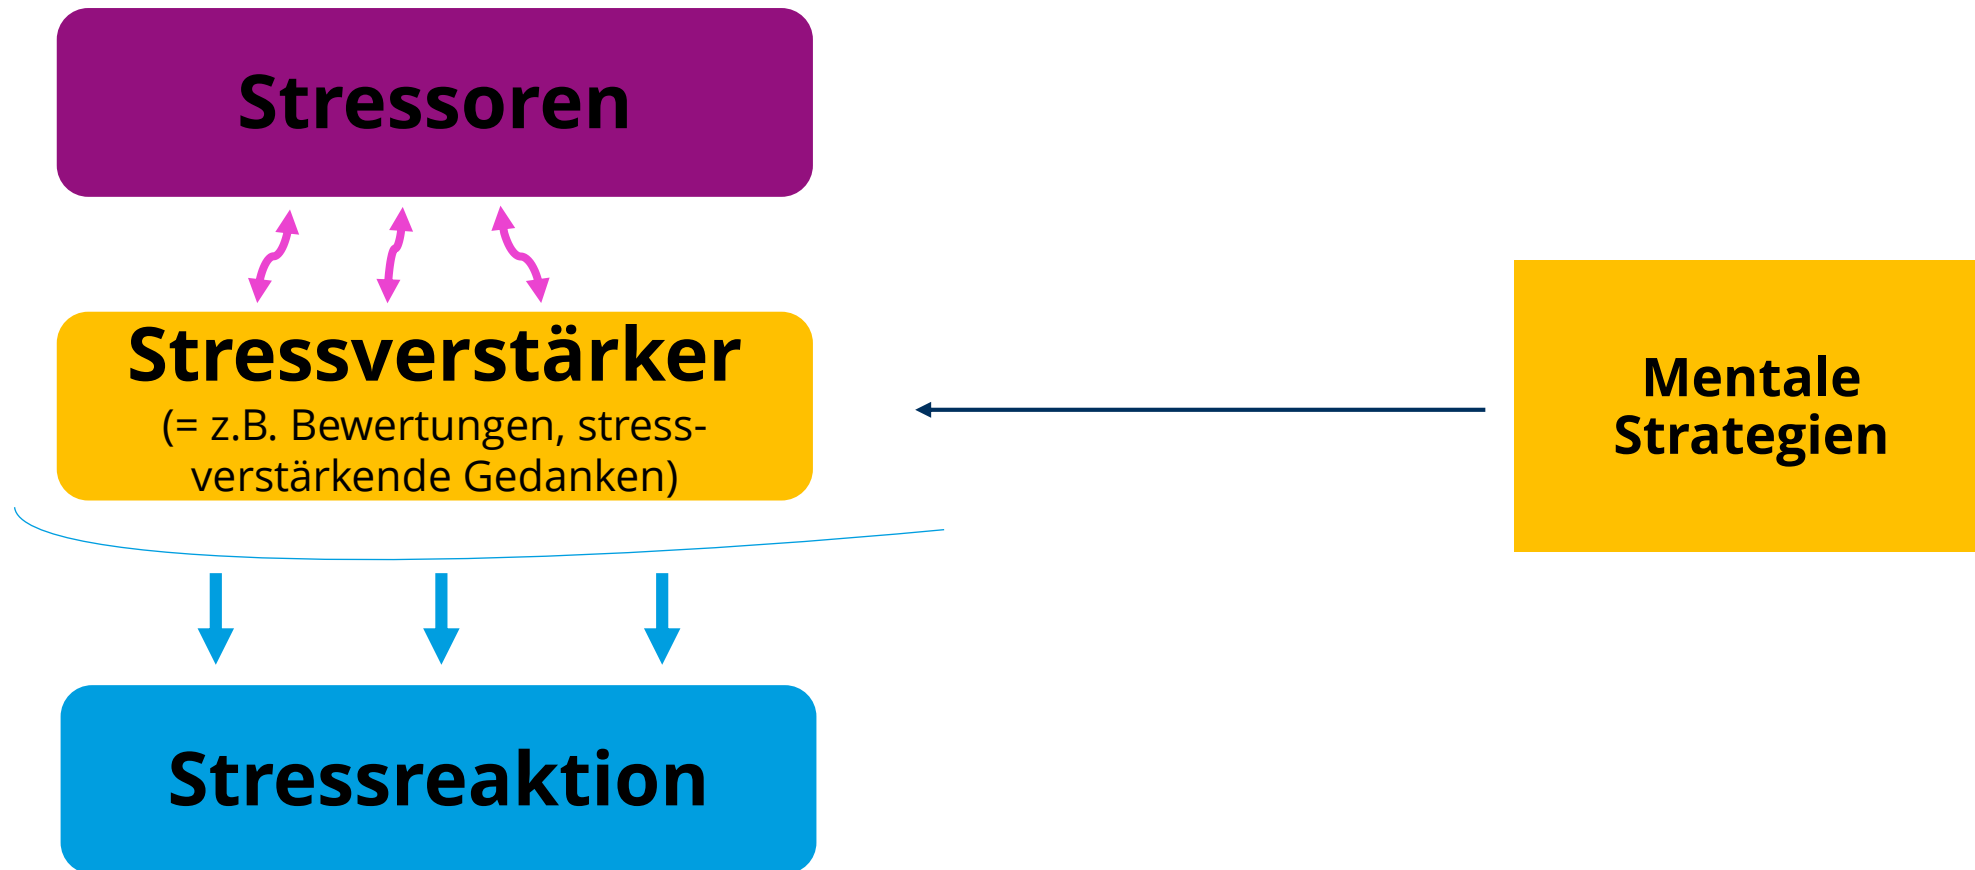 Stressoren
Stressverstärker
(= z.B. Bewertungen, stress-
verstärkende Gedanken)
Mentale
Strategien
Stressreaktion